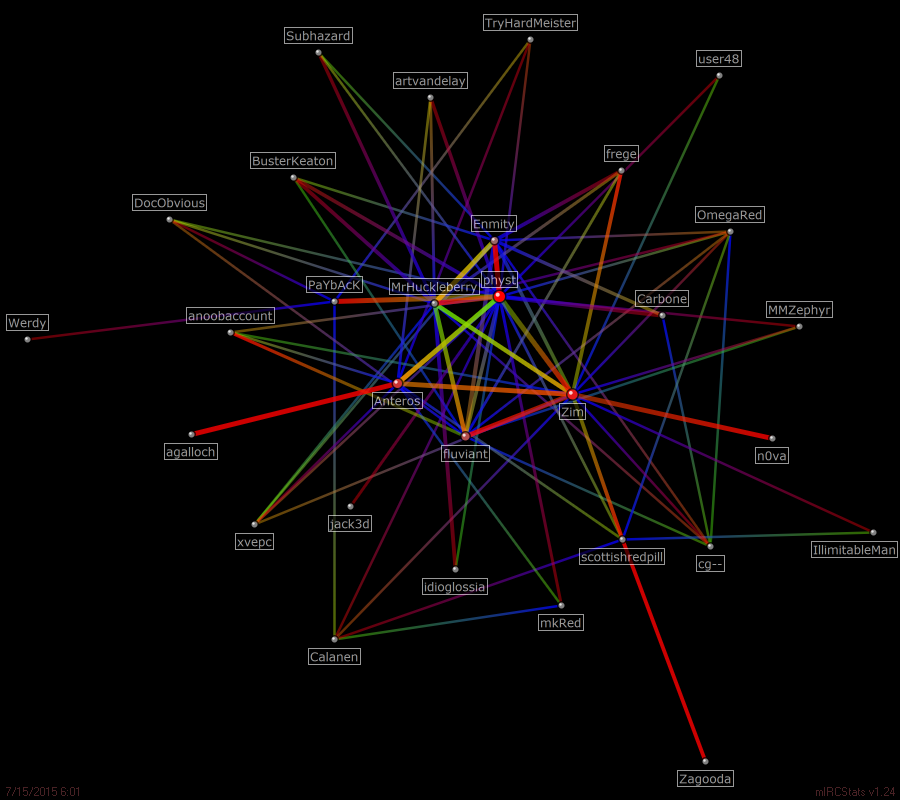 TryHardMeister
Subhazard
user48
artvandelay
frege
BusterKeaton
DocObvious
OmegaRed
Enmity
physt
PaYbAcK
MrHuckleberry
Carbone
MMZephyr
anoobaccount
Werdy
Anteros
Zim
agalloch
fluviant
n0va
jack3d
xvepc
IllimitableMan
scottishredpill
cg--
idioglossia
mkRed
Calanen
Zagooda
7/15/2015 6:01
mIRCStats v1.24